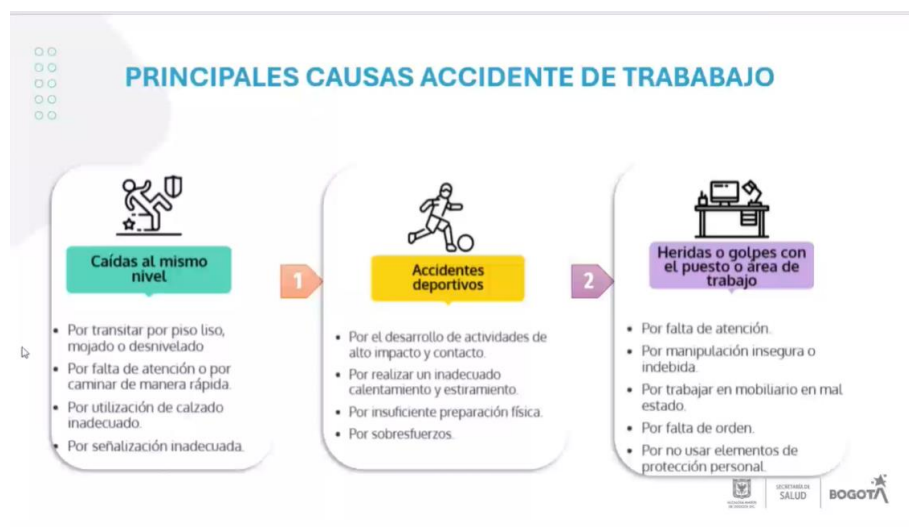 PRINCIPALES CAUSAS ACCIDENTE DE TRABABAJO
Caídas al mismo
nivel
• Por transitar por piso liso,
mojado o desnivelado
• Por falta de atención o por
caminar de manera rápida.
• Por utilización de calzado
inadecuado.
• Por señalización inadecuada.
1
Accidentes
deportivos
• Por el desarrollo de actividades de
alto impacto y contacto.
• Por realizar un inadecuado
calentamiento y estiramiento.
• Por insuficiente preparación física.
• Por sobresfuerzos.
2
Heridas o golpes con
el puesto o área de
trabajo
• Por falta de atención.
• Por manipulación insegura o
indebida.
• Por trabajar en mobiliario en mal
estado.
• Por falta de orden.
• Por no usar elementos de
protección personal.
SECRETARÍA DE
SALUD
BOGOTÁ